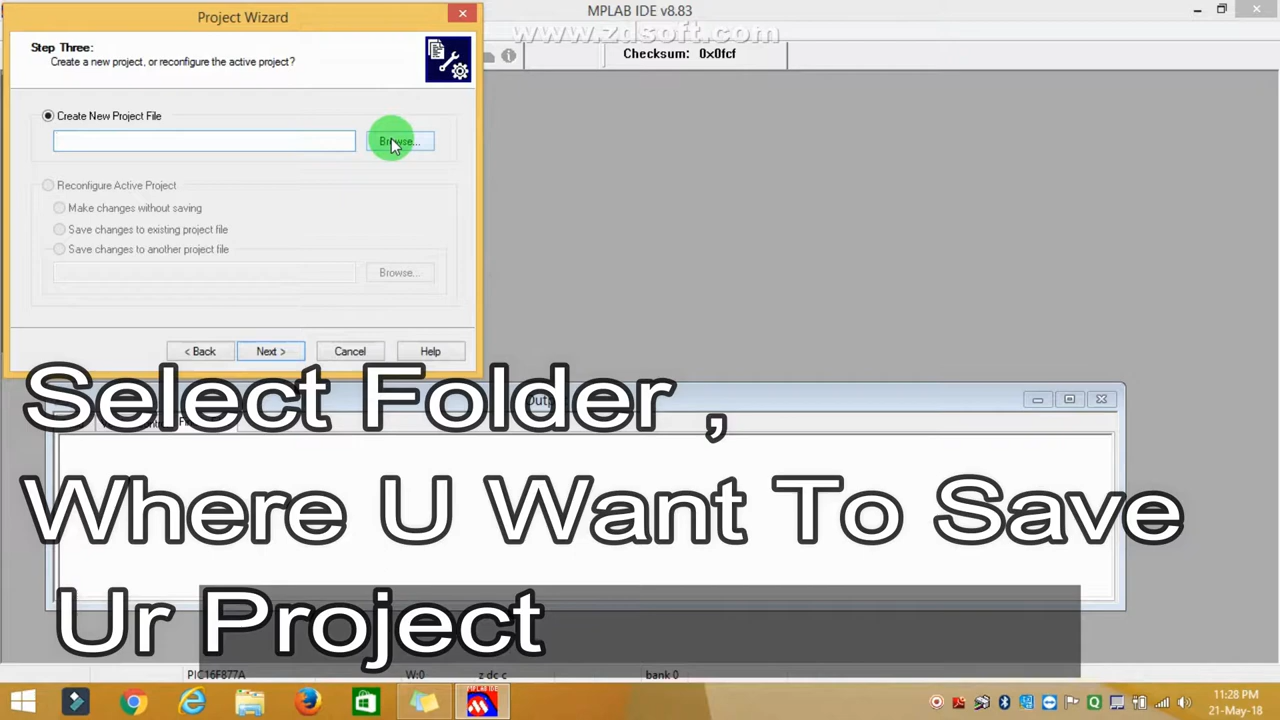 Project Wizard
MPLAB IDE v8.83
www.zdsoft.com
Step Three:
Create a new project, or reconfigure the active project?
Checksum: 0x0fcf
Create New Project File
Browse...
Reconfigure Active Project
Make changes without saving
Save changes to existing project file
Save changes to another project file
Browse...
< Back
Next >
Cancel
Help
Select Folder ,
Where U Want To Save
Ur Project
PIC16F877A
W:0
z dc c
bank 0
MPLAB IDE
11:28 PM
21-May-18